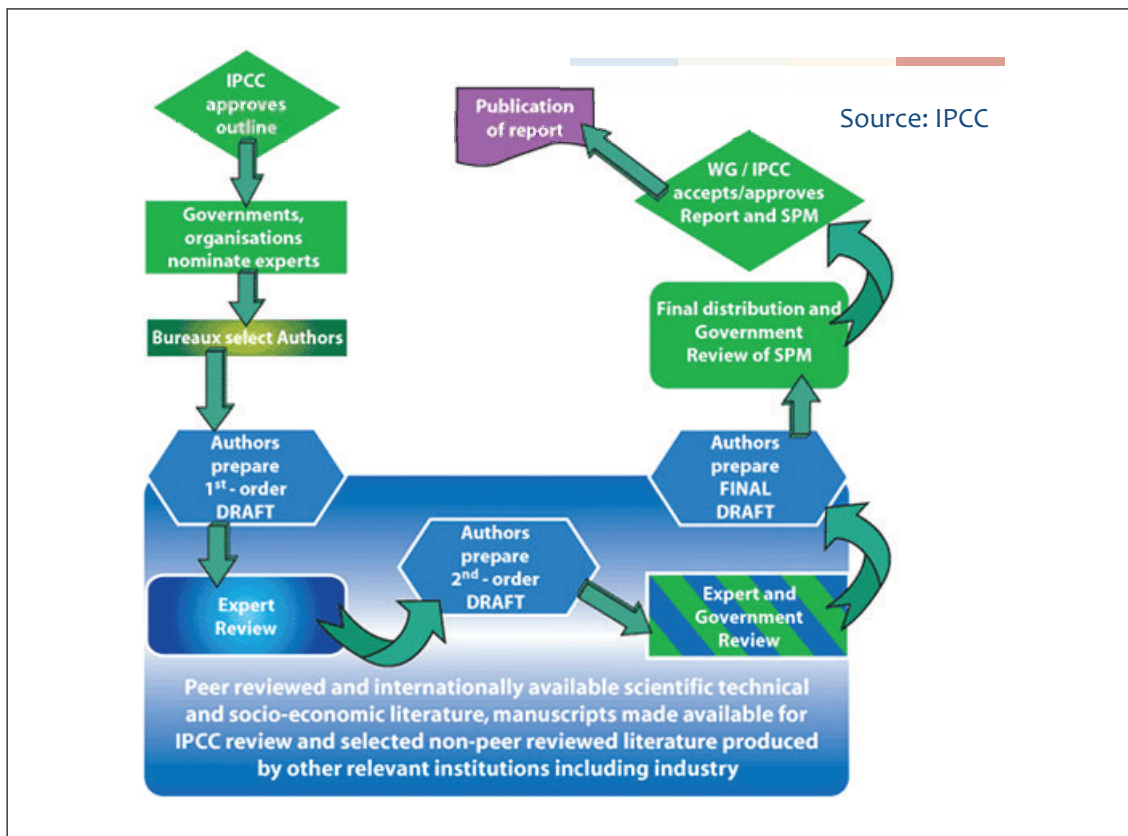 IPCC
approves
outline
Governments,
organisations
nominate experts
Bureaux select Authors
Authors
prepare
1st - order
DRAFT
Expert
Review
Authors
prepare
2nd - order
DRAFT
Expert and
Government
Review
Authors
prepare
FINAL
DRAFT
Final distribution and
Government
Review of SPM
WG / IPCC
accepts/approves
Report and SPM
Publication
of report
Source: IPCC
Peer reviewed and internationally available scientific technical
and socio-economic literature, manuscripts made available for
IPCC review and selected non-peer reviewed literature produced
by other relevant institutions including industry